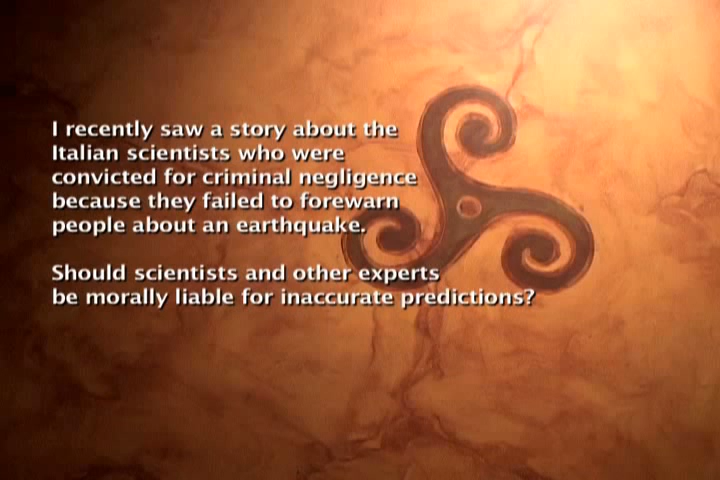 I recently saw a story about the
Italian scientists who were
convicted for criminal negligence
because they failed to forewarn
people about an earthquake.
Should scientists and other experts
be morally liable for inaccurate predictions?